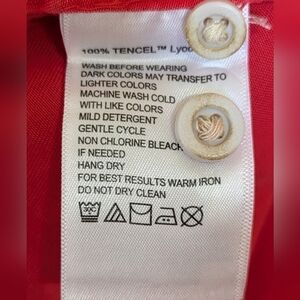 100% TENCEL™ Lyoc
WASH BEFORE WEARING
DARK COLORS MAY TRANSFER TO
LIGHTER COLORS
MACHINE WASH COLD
WITH LIKE COLORS
MILD DETERGENT
GENTLE CYCLE
NON CHLORINE BLEACH
IF NEEDED
HANG DRY
FOR BEST RESULTS WARM IRON
DO NOT DRY CLEAN
30C